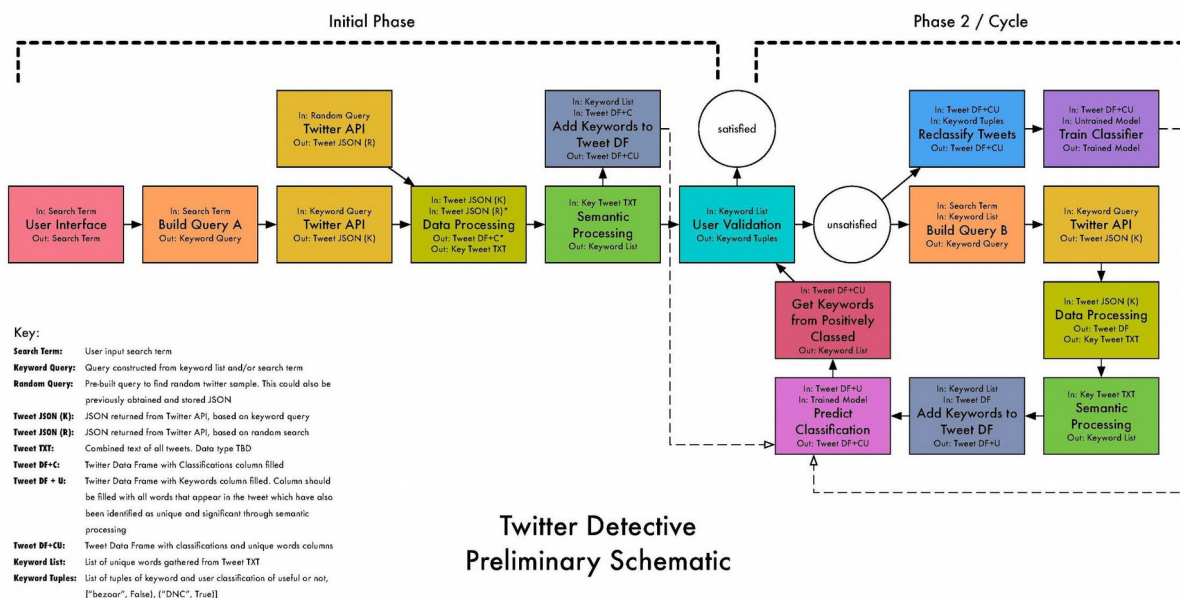 Initial Phase
Phase 2 / Cycle
In: Random Query
Twitter API
Out: Tweet JSON (R)
In: Keyword List
In: Tweet DF+C
Add Keywords to
Tweet DF
Out: Tweet DF+CU
satisfied
In: Tweet DF+CU
In: Keyword Tuples
Reclassify Tweets
Out: Tweet DF+CU
In: Tweet DF+CU
In: Untrained Model
Train Classifier
Out: Trained Model
In: Search Term
User Interface
Out: Search Term
In: Search Term
Build Query A
Out: Keyword Query
In: Keyword Query
Twitter API
Out: Tweet JSON (K)
In: Tweet JSON (K)
In: Tweet JSON (R)*
Data Processing
Out: Tweet DF+C*
Out: Key Tweet TXT
In: Key Tweet TXT
Semantic
Processing
Out: Keyword List
In: Keyword List
User Validation
Out: Keyword Tuples
unsatisfied
In: Search Term
In: Keyword List
Build Query B
Out: Keyword Query
In: Keyword Query
Twitter API
Out: Tweet JSON (K)
In: Tweet DF+CU
Get Keywords
from Positively
Classed
Out: Keyword List
In: Tweet JSON (K)
Data Processing
Out: Tweet DF
Out: Key Tweet TXT
In: Tweet DF+U
In: Trained Model
Predict
Classification
Out: Tweet DF+CU
In: Keyword List
In: Tweet DF
Add Keywords to
Tweet DF
Out: Tweet DF+U
In: Key Tweet TXT
Semantic
Processing
Out: Keyword List
Key:
Search Term: User input search term
Keyword Query: Query constructed from keyword list and/or search term
Random Query: Pre-built query to find random twitter sample. This could also be
previously obtained and stored JSON
Tweet JSON (K): JSON returned from Twitter API, based on keyword query
Tweet JSON (R): JSON returned from Twitter API, based on random search
Tweet TXT: Combined text of all tweets. Data type TBD
Tweet DF+C: Twitter Data Frame with Classifications column filled
Tweet DF + U: Twitter Data Frame with Keywords column filled. Column should
be filled with all words that appear in the tweet which have also
been identified as unique and significant through semantic
processing
Tweet DF+CU: Tweet Data Frame with classifications and unique words columns
Keyword List: List of unique words gathered from Tweet TXT
Keyword Tuples: List of tuples of keyword and user classification of useful or not,
[("bezoar", False), ("DNC", True)]
Twitter Detective
Preliminary Schematic